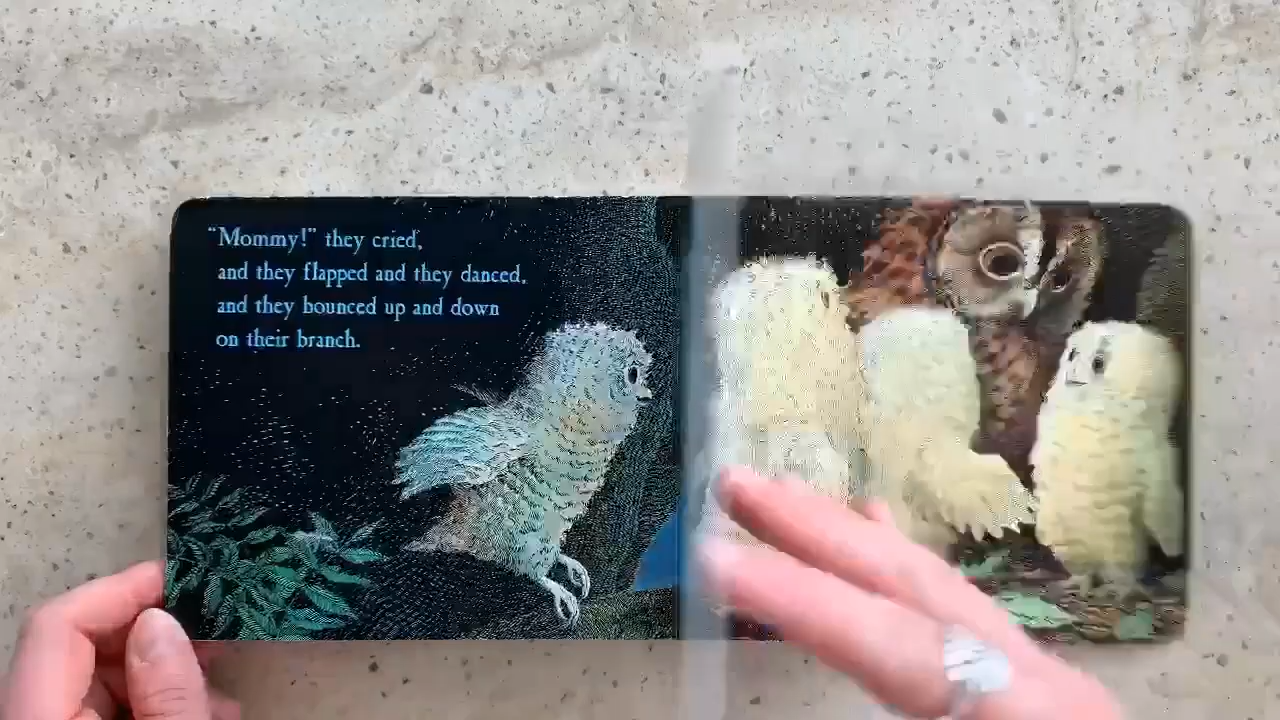 “Mommy!” they cried,
and they flapped and they danced,
and they bounced up and down
on their branch.